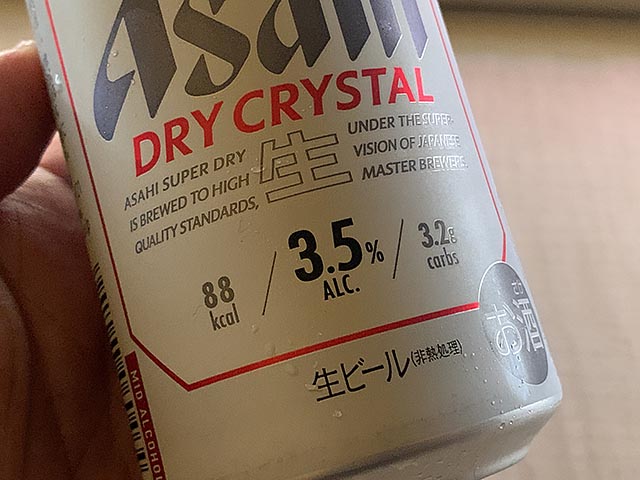 Asahi
DRY CRYSTAL
ASAHI SUPER DRY
IS BREWED TO HIGH
QUALITY STANDARDS,
生
UNDER THE SUPER-
VISION OF JAPANESE
MASTER BREWERS.
88
kcal
3.5%
ALC.
3.2g
carbs
お酒
生ビール(非熱処理)
MID ALCOHOL